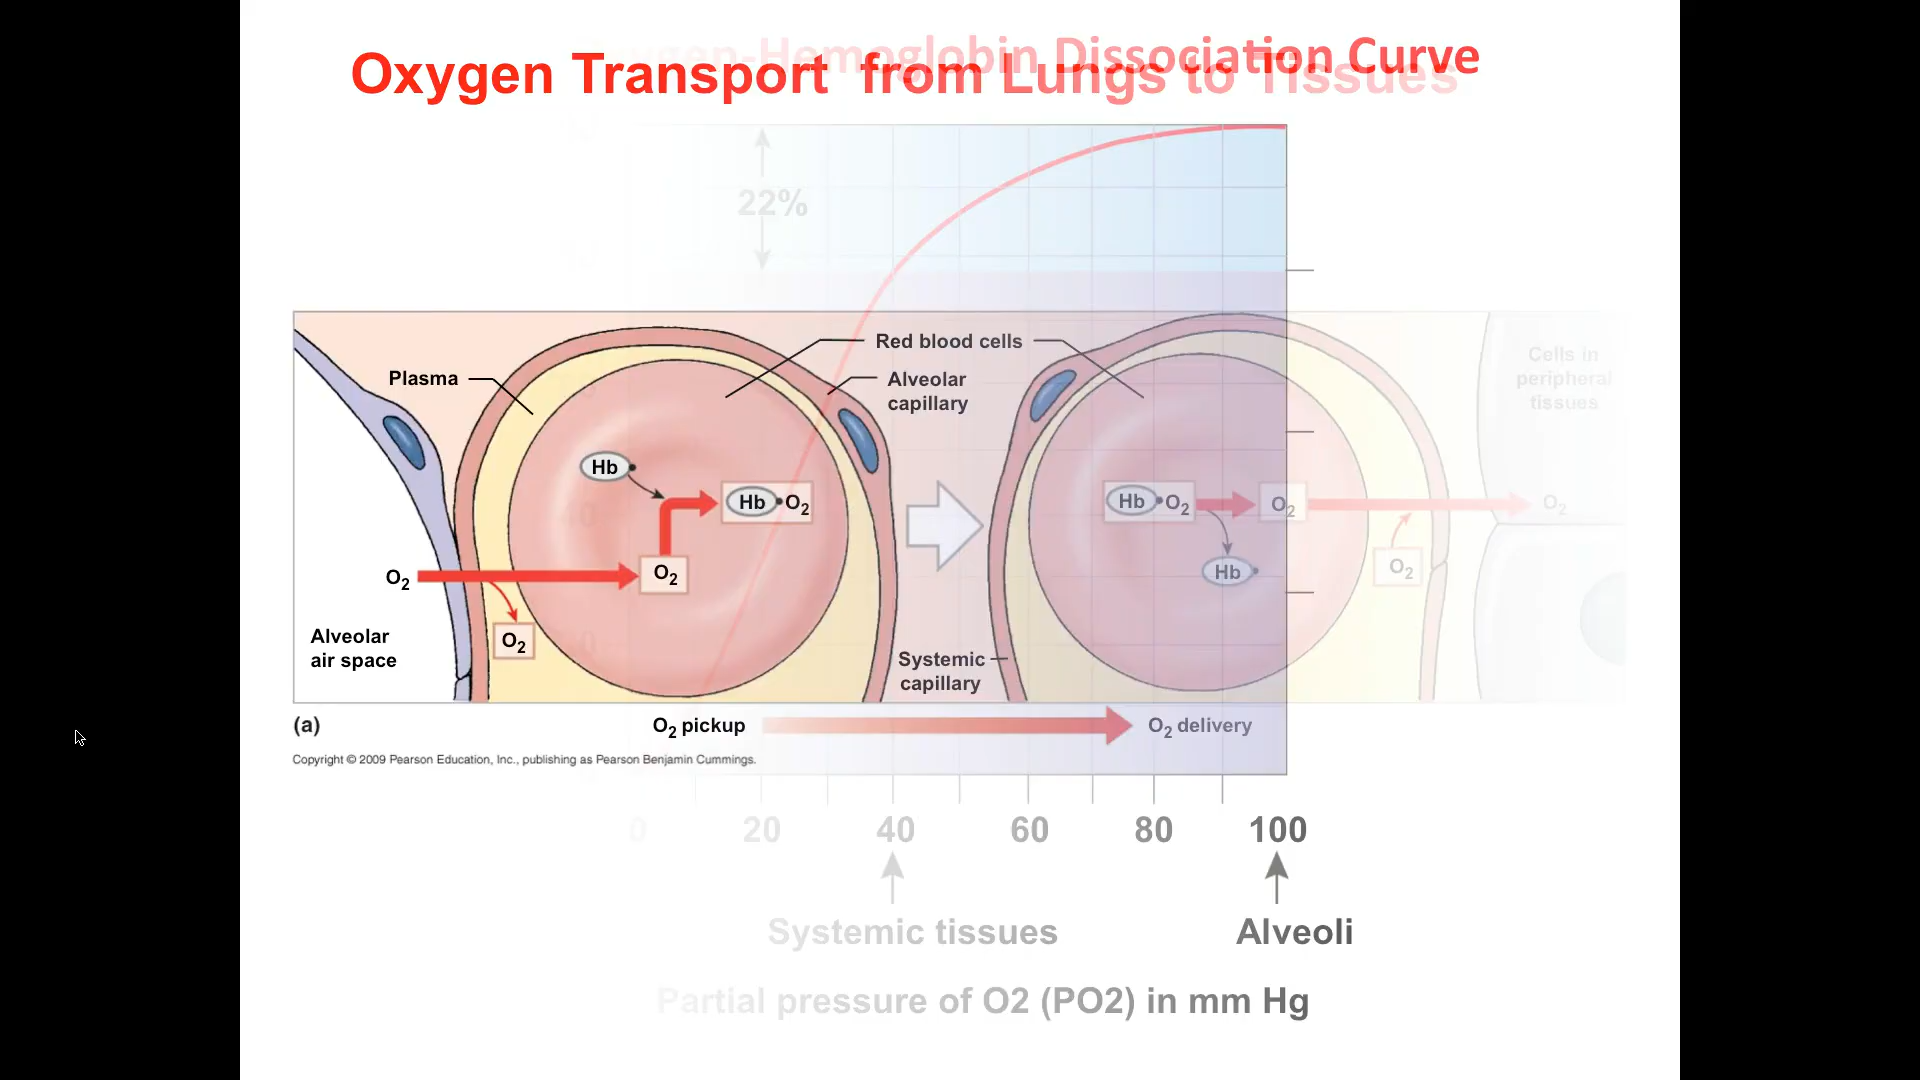 Oxygen-Hemoglobin Dissociation Curve
Oxygen Transport from Lungs to Tissues
22%
Red blood cells
Plasma
Alveolar
capillary
Cells in
peripheral
tissues
Hb
Hb O2
Hb O2
O2
O2
O2
O2
Hb
O2
O2
O2
Alveolar
air space
Systemic
capillary
(a)
O2 pickup
O2 delivery
Copyright © 2009 Pearson Education, Inc., publishing as Pearson Benjamin Cummings.
0 20 40 60 80 100
Systemic tissues
Alveoli
Partial pressure of O2 (PO2) in mm Hg